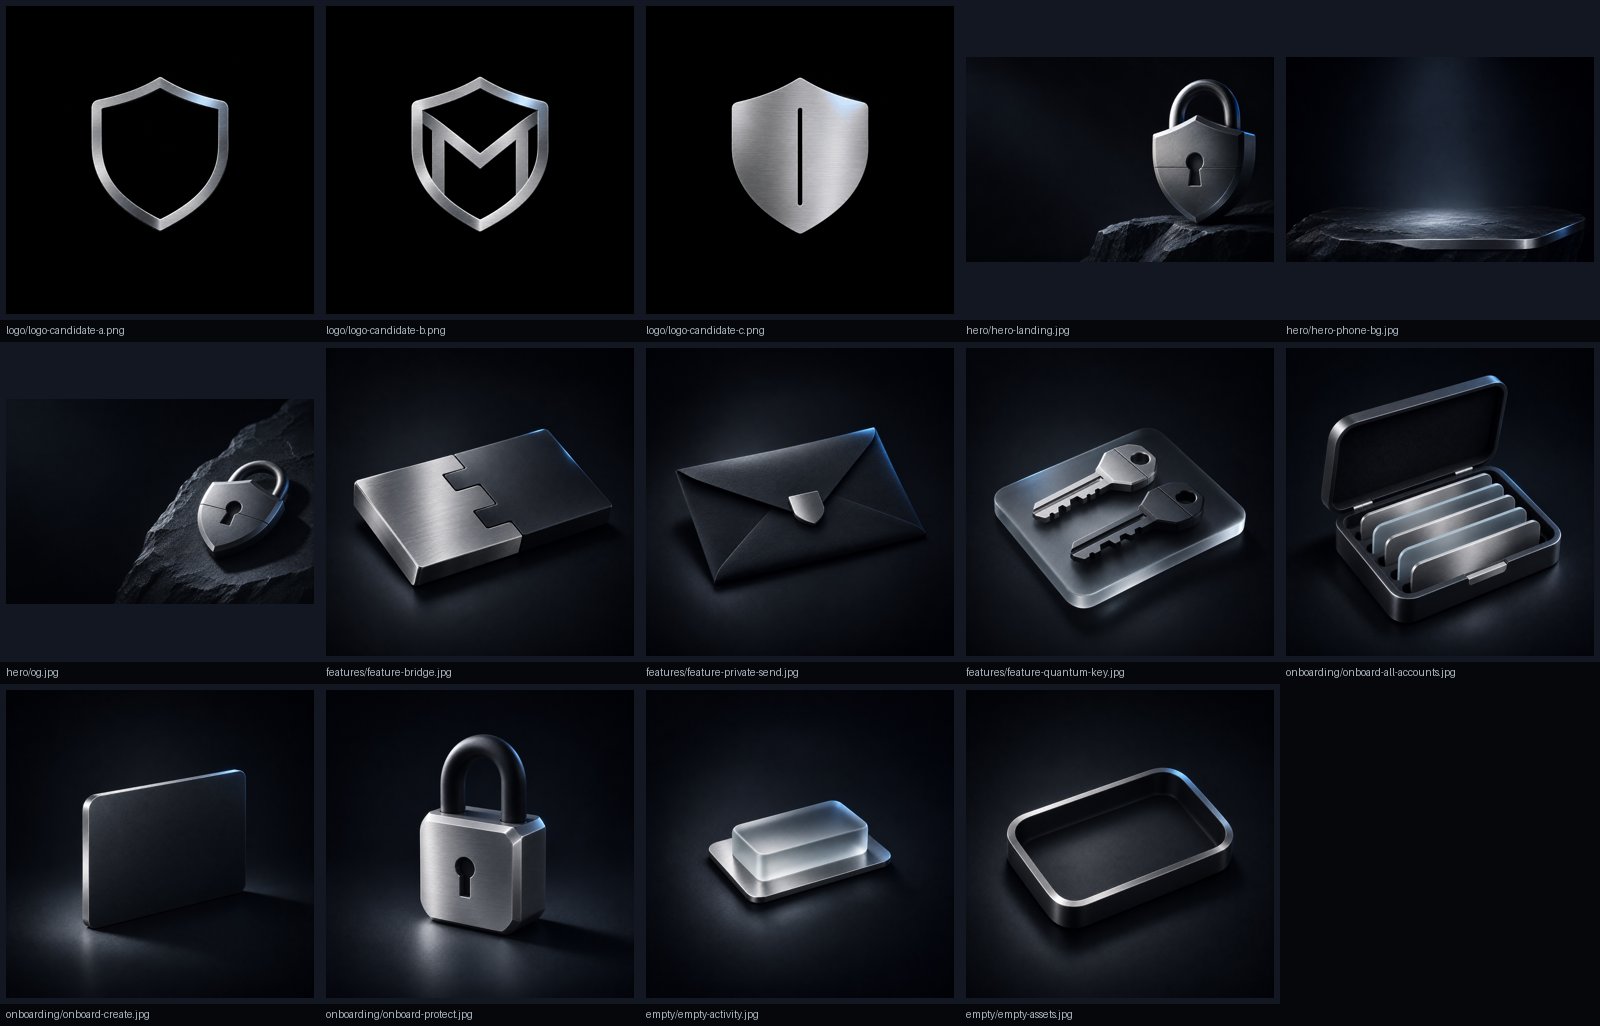 logo/logo-candidate-a.png
logo/logo-candidate-b.png
logo/logo-candidate-c.png
hero/hero-landing.jpg
hero/hero-phone-bg.jpg
hero/og.jpg
features/feature-bridge.jpg
features/feature-private-send.jpg
features/feature-quantum-key.jpg
onboarding/onboard-all-accounts.jpg
onboarding/onboard-create.jpg
onboarding/onboard-protect.jpg
empty/empty-activity.jpg
empty/empty-assets.jpg
M